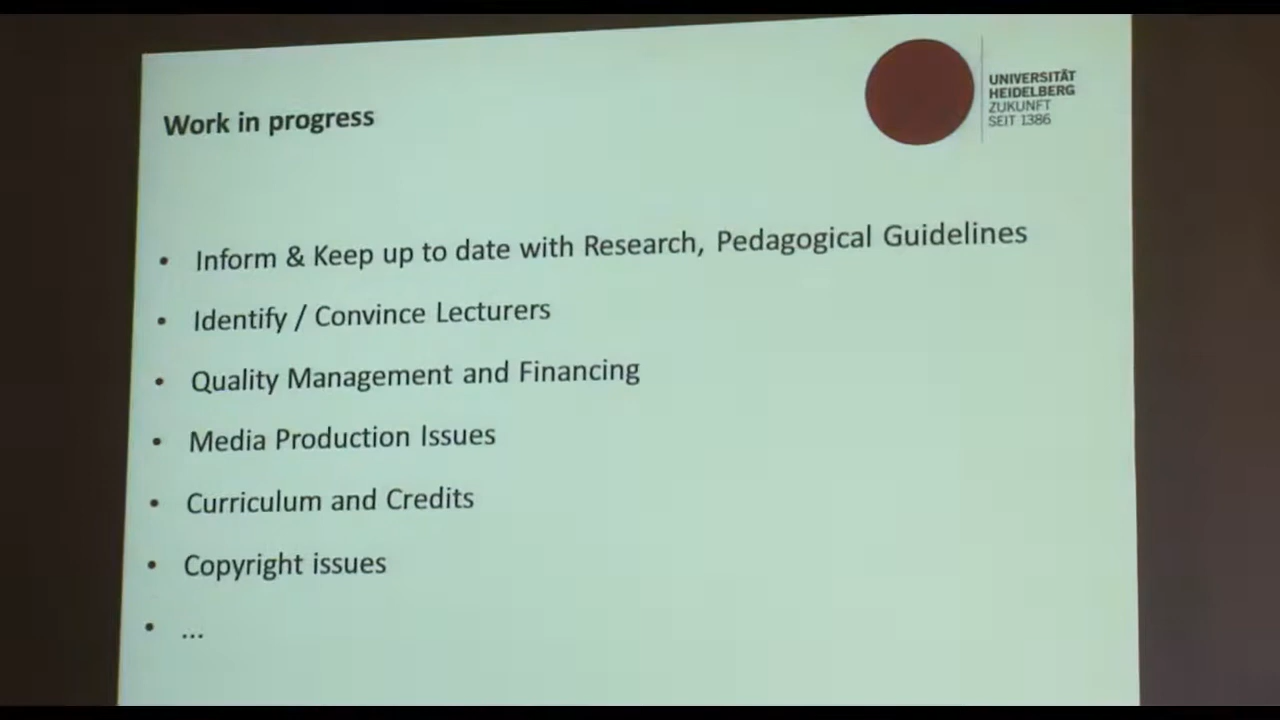 Work in progress
UNIVERSITÄT
HEIDELBERG
ZUKUNFT
SEIT 1386
• Inform & Keep up to date with Research, Pedagogical Guidelines
• Identify / Convince Lecturers
• Quality Management and Financing
• Media Production Issues
• Curriculum and Credits
• Copyright issues
• ...